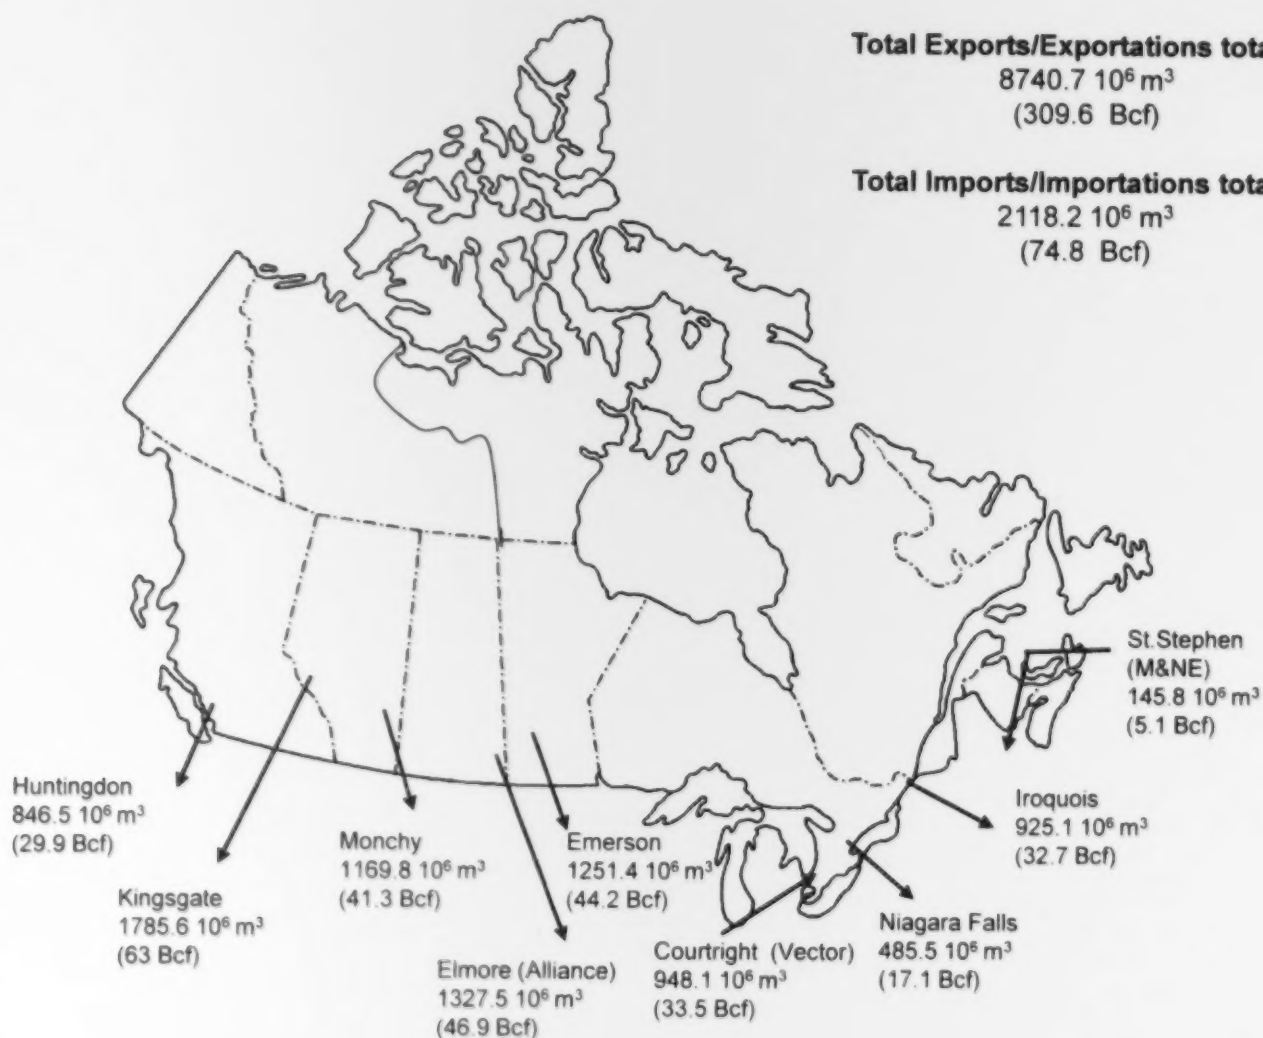 Total Exports/Exportations tota
8740.7 10⁶ m³
(309.6 Bcf)
Total Imports/Importations tota
2118.2 10⁶ m³
(74.8 Bcf)
St.Stephen
(M&NE)
145.8 10⁶ m³
(5.1 Bcf)
Huntingdon
846.5 10⁶ m³
(29.9 Bcf)
Kingsgate
1785.6 10⁶ m³
(63 Bcf)
Monchy
1169.8 10⁶ m³
(41.3 Bcf)
Elmore (Alliance)
1327.5 10⁶ m³
(46.9 Bcf)
Emerson
1251.4 10⁶ m³
(44.2 Bcf)
Courtright (Vector)
948.1 10⁶ m³
(33.5 Bcf)
Niagara Falls
485.5 10⁶ m³
(17.1 Bcf)
Iroquois
925.1 10⁶ m³
(32.7 Bcf)